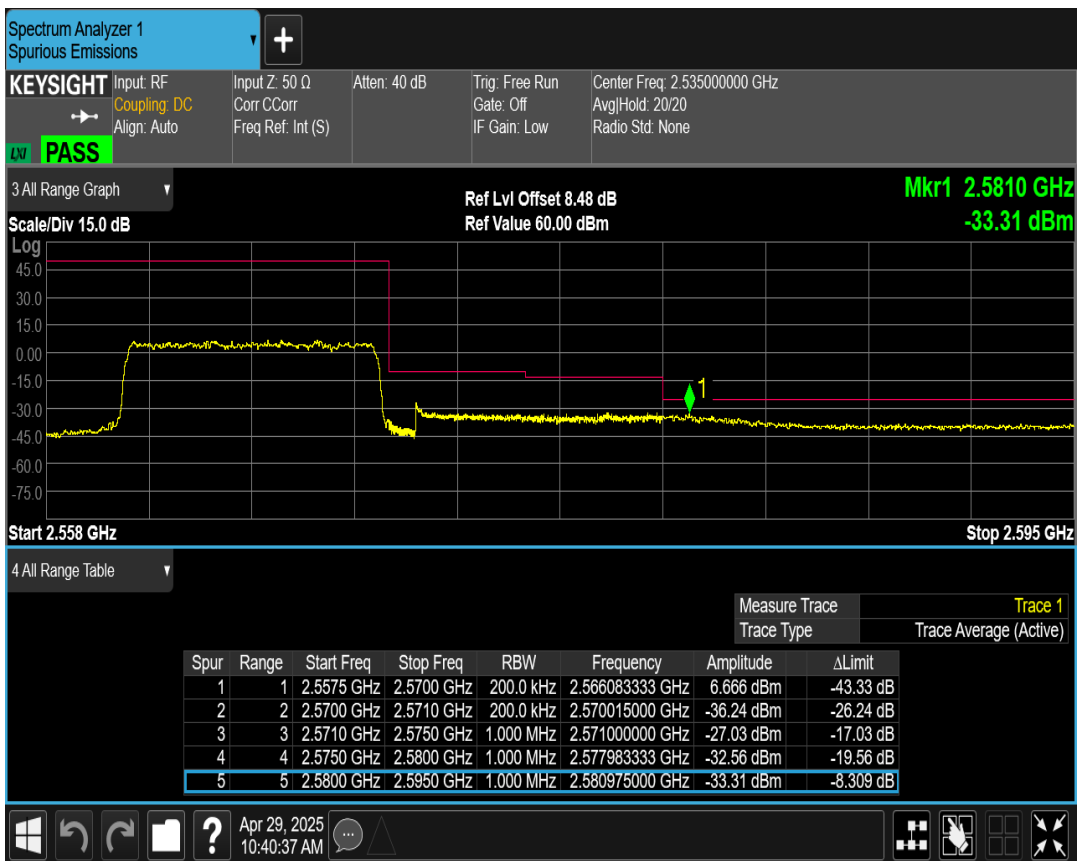 Spectrum Analyzer 1
Spurious Emissions
KEYSIGHT
Input: RF
Coupling: DC
Align: Auto
Input Z: 50 Ω
Corr CCorr
Freq Ref: Int (S)
Atten: 40 dB
Trig: Free Run
Gate: Off
IF Gain: Low
Center Freq: 2.535000000 GHz
Avg|Hold: 20/20
Radio Std: None
LXI PASS
3 All Range Graph
Scale/Div 15.0 dB
Ref Lvl Offset 8.48 dB
Ref Value 60.00 dBm
Mkr1 2.5810 GHz
-33.31 dBm
Log
45.0
30.0
15.0
0.00
-15.0
-30.0
-45.0
-60.0
-75.0
1
Start 2.558 GHz
Stop 2.595 GHz
4 All Range Table
Measure Trace Trace 1
Trace Type Trace Average (Active)
Spur Range Start Freq Stop Freq RBW Frequency Amplitude ΔLimit
1 1 2.5575 GHz 2.5700 GHz 200.0 kHz 2.566083333 GHz 6.666 dBm -43.33 dB
2 2 2.5700 GHz 2.5710 GHz 200.0 kHz 2.570015000 GHz -36.24 dBm -26.24 dB
3 3 2.5710 GHz 2.5750 GHz 1.000 MHz 2.571000000 GHz -27.03 dBm -17.03 dB
4 4 2.5750 GHz 2.5800 GHz 1.000 MHz 2.577983333 GHz -32.56 dBm -19.56 dB
5 5 2.5800 GHz 2.5950 GHz 1.000 MHz 2.580975000 GHz -33.31 dBm -8.309 dB
?
Apr 29, 2025
10:40:37 AM